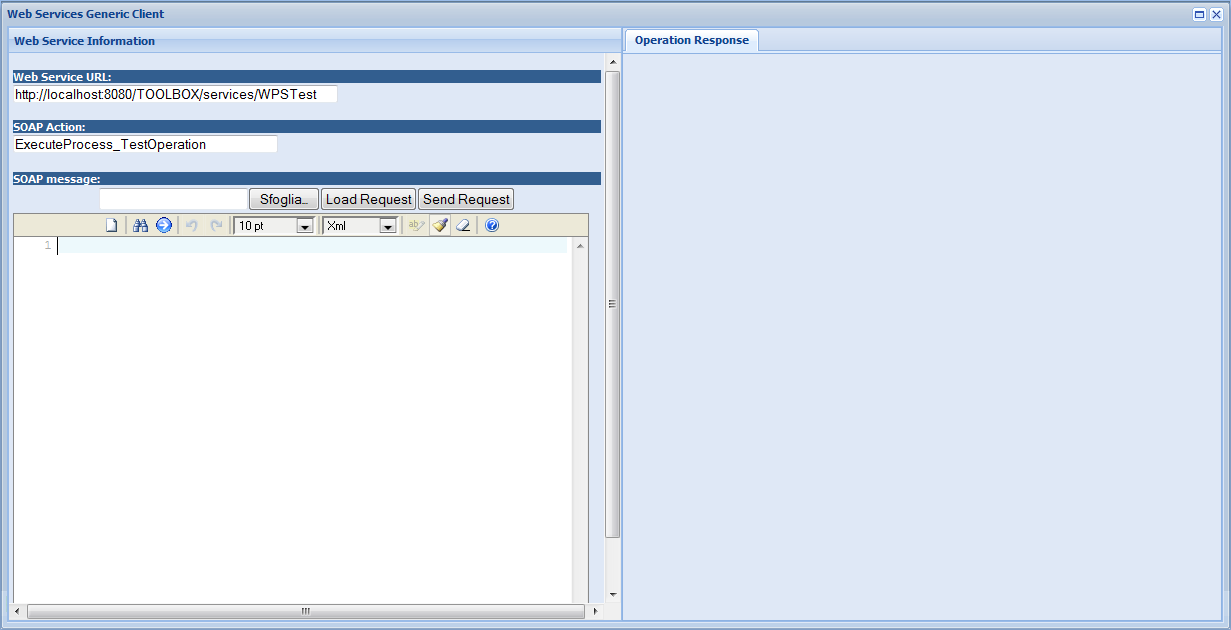 Web Services Generic Client
Web Service Information
Operation Response
Web Service URL:
http://localhost:8080/TOOLBOX/services/WPSTest
SOAP Action:
ExecuteProcess_TestOperation
SOAP message:
Sfoglia... Load Request Send Request
10 pt Xml ab
1